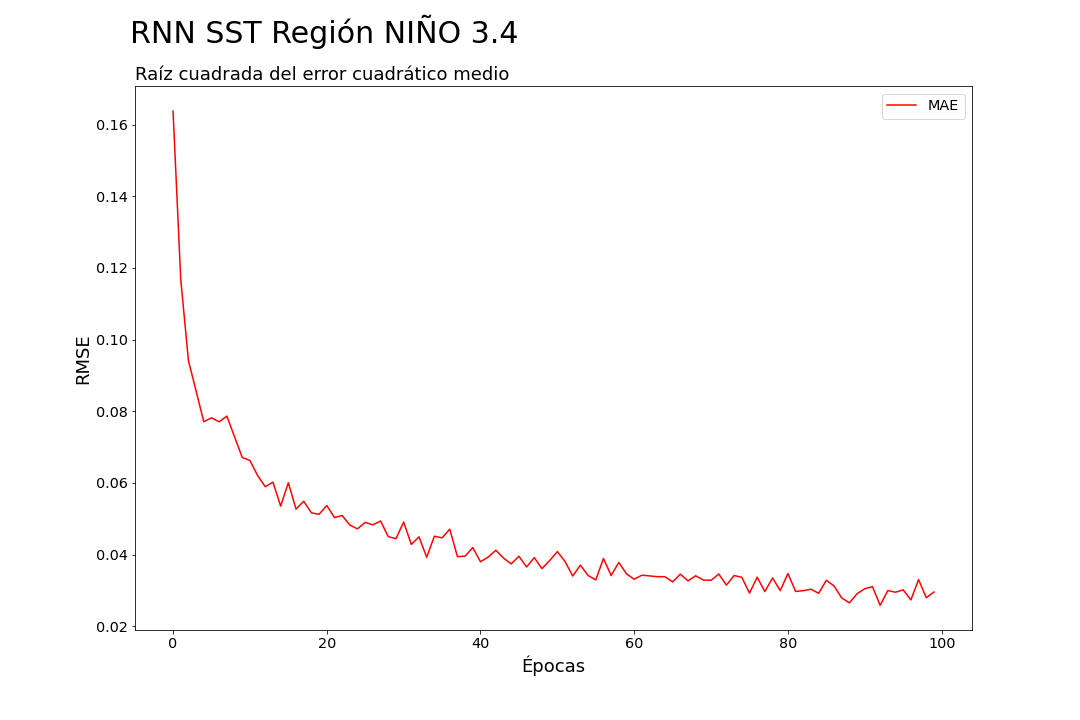 RNN SST Región NIÑO 3.4
Raíz cuadrada del error cuadrático medio
MAE
0.16
0.14
0.12
0.10
0.08
0.06
0.04
0.02
RMSE
0 20 40 60 80 100
Épocas